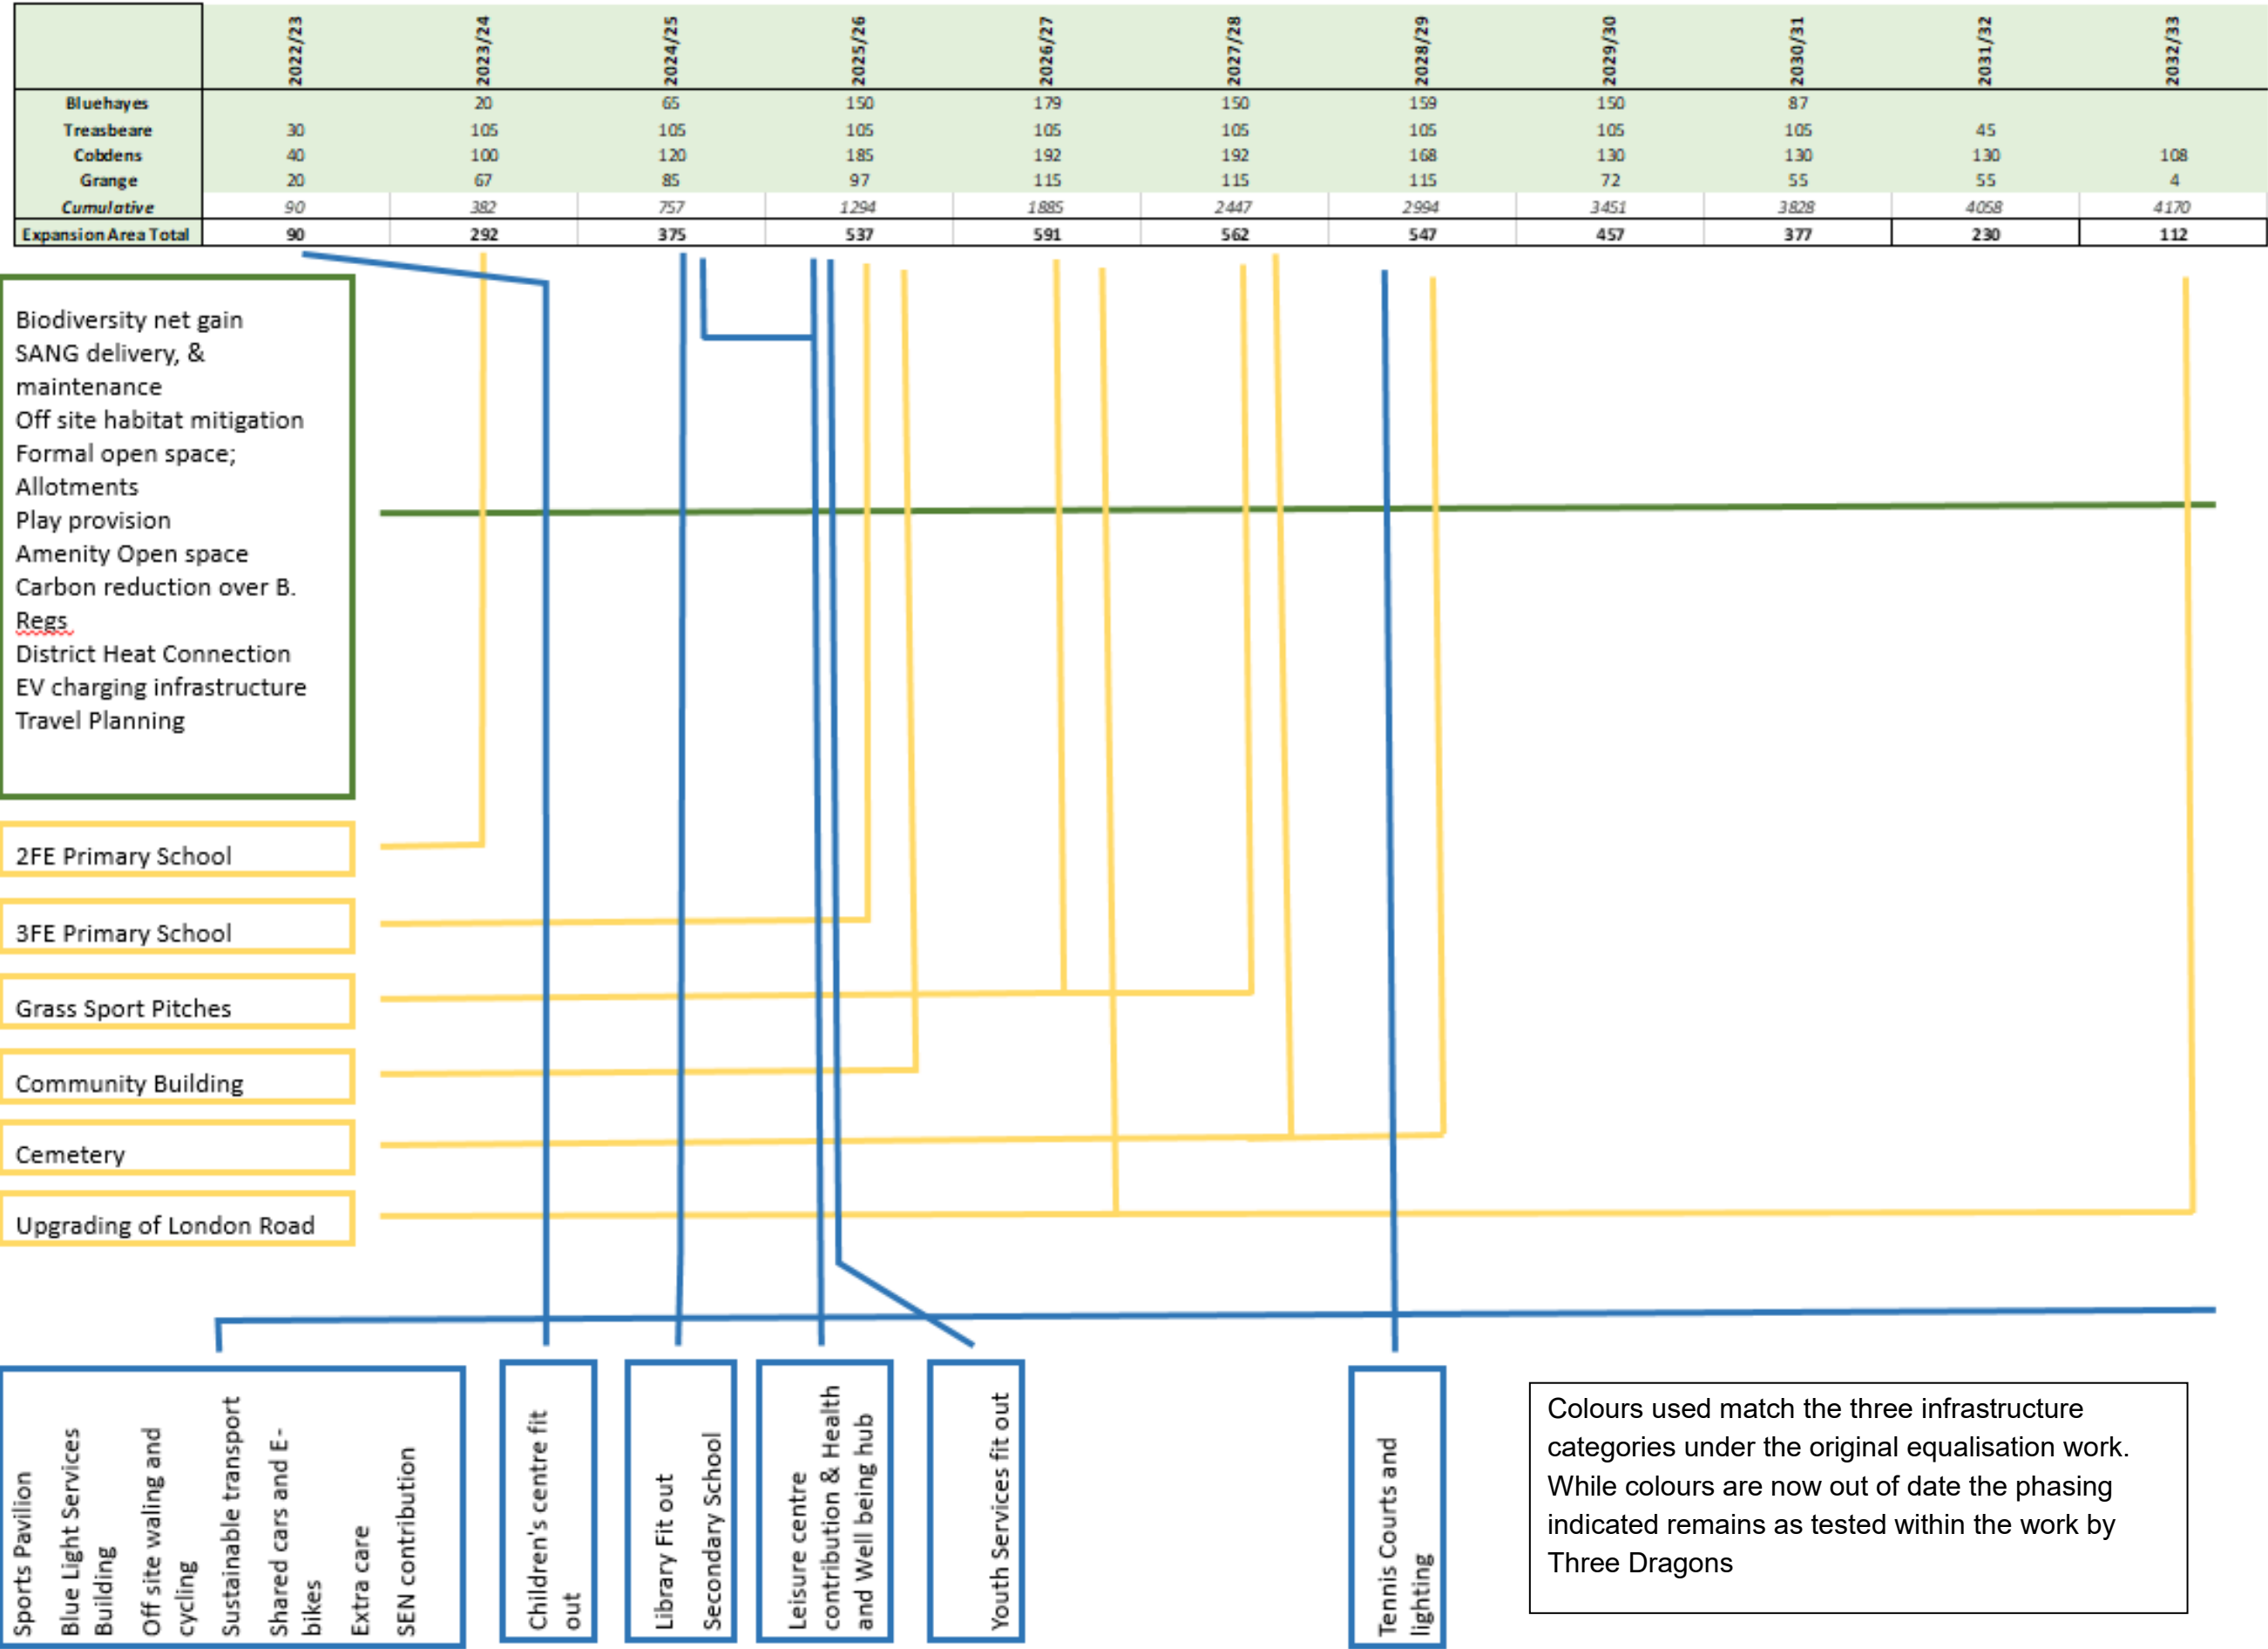 2022/23 2023/24 2024/25 2025/26 2026/27 2027/28 2028/29 2029/30 2030/31 2031/32 2032/33
Bluehayes 20 65 150 179 150 159 150 87
Treasbeare 30 105 105 105 105 105 105 105 105 45
Cobdens 40 100 120 185 192 192 168 130 130 130 108
Grange 20 67 85 97 115 115 115 72 55 55 4
Cumulative 90 382 757 1294 1885 2447 2994 3451 3828 4058 4170
Expansion Area Total 90 292 375 537 591 562 547 457 377 230 112
Biodiversity net gain
SANG delivery, &
maintenance
Off site habitat mitigation
Formal open space;
Allotments
Play provision
Amenity Open space
Carbon reduction over B.
Regs
District Heat Connection
EV charging infrastructure
Travel Planning
2FE Primary School
3FE Primary School
Grass Sport Pitches
Community Building
Cemetery
Upgrading of London Road
Sports Pavilion
Blue Light Services
Building
Off site waling and
cycling
Sustainable transport
Shared cars and E-
bikes
Extra care
SEN contribution
Children's centre fit
out
Library Fit out
Secondary School
Leisure centre
contribution & Health
and Well being hub
Youth Services fit out
Tennis Courts and
lighting
Colours used match the three infrastructure
categories under the original equalisation work.
While colours are now out of date the phasing
indicated remains as tested within the work by
Three Dragons